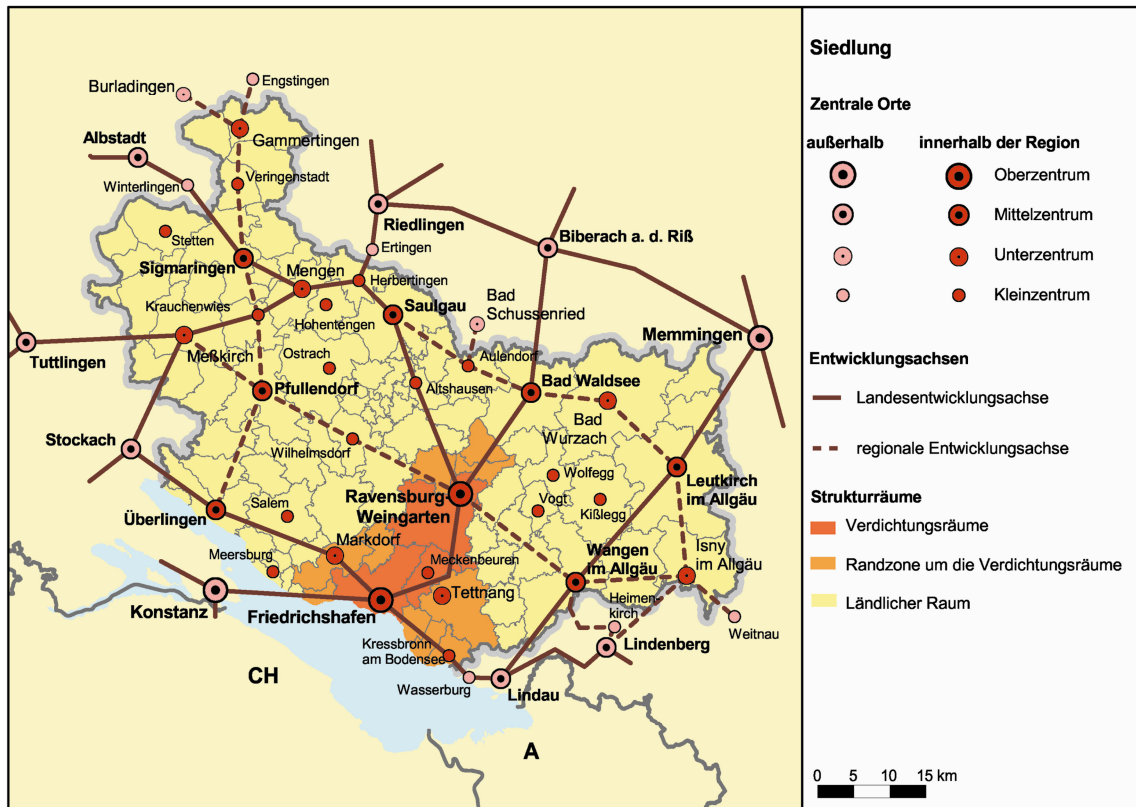 Engstingen
Burladingen
Gammertingen
Albstadt
Winterlingen
Veringenstadt
Riedlingen
Stetten
Ertingen
Biberach a. d. Riß
Sigmaringen
Mengen
Herbertingen
Krauchenwies
Hohentengen
Saulgau
Bad
Schussenried
Memmingen
Tuttlingen
Meßkirch
Ostrach
Aulendorf
Pfullendorf
Altshausen
Bad Waldsee
Bad
Wurzach
Stockach
Wilhelmsdorf
Wolfegg
Leutkirch
im Allgäu
Ravensburg
Weingarten
Vogt
Kißlegg
Überlingen
Salem
Markdorf
Meersburg
Meckenbeuren
Wangen
im Allgäu
Isny
im Allgäu
Konstanz
Friedrichshafen
Tettnang
Heimen-
kirch
Weitnau
Kressbronn
am Bodensee
Lindenberg
Wasserburg
Lindau
CH
A
Siedlung
Zentrale Orte
außerhalb innerhalb der Region
Oberzentrum
Mittelzentrum
Unterzentrum
Kleinzentrum
Entwicklungsachsen
Landesentwicklungsachse
regionale Entwicklungsachse
Strukturräume
Verdichtungsräume
Randzone um die Verdichtungsräume
Ländlicher Raum
0 5 10 15 km